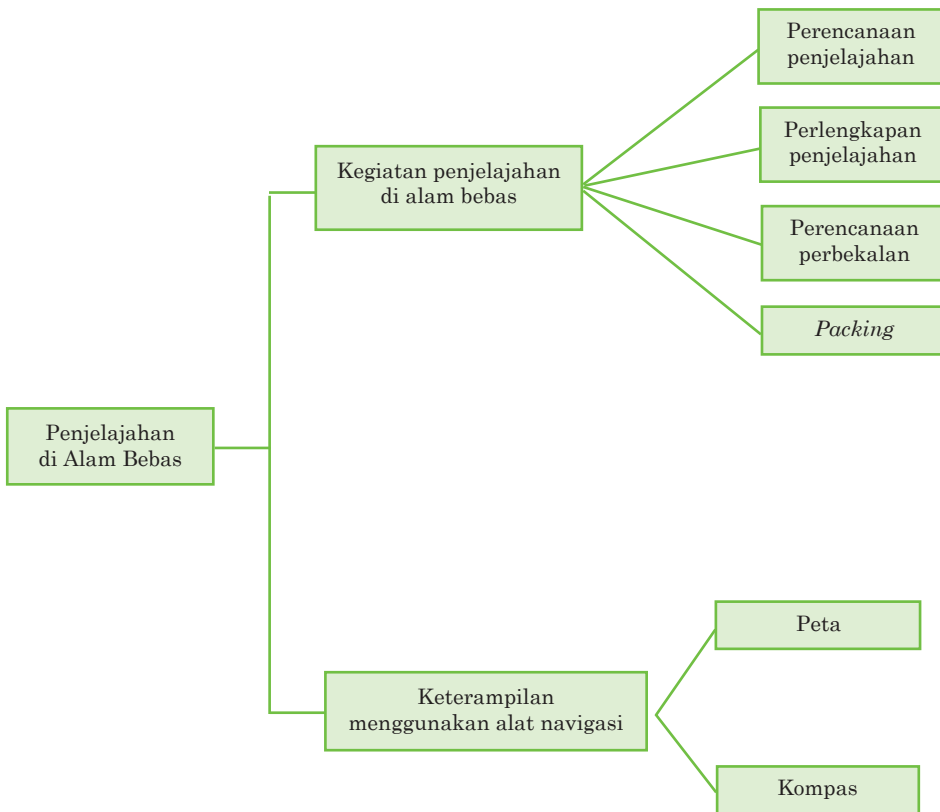 Perencanaan
penjelajahan
Perlengkapan
penjelajahan
Kegiatan penjelajahan
di alam bebas
Perencanaan
perbekalan
Packing
Penjelajahan
di Alam Bebas
Peta
Keterampilan
menggunakan alat navigasi
Kompas